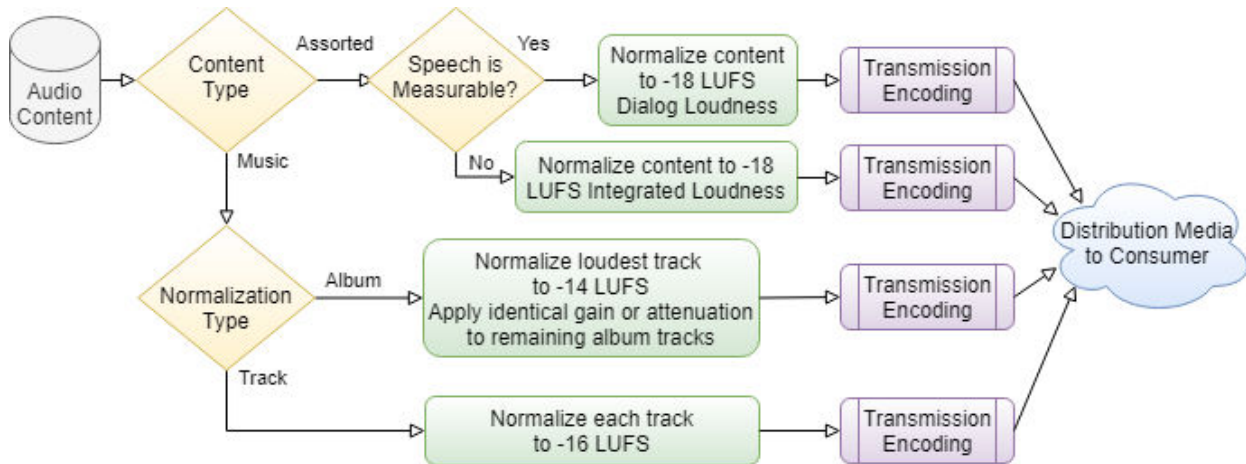 Audio
Content
Content
Type
Assorted
Speech is
Measurable?
Yes
Normalize content
to -18 LUFS
Dialog Loudness
Transmission
Encoding
No
Normalize content to -18
LUFS Integrated Loudness
Transmission
Encoding
Music
Normalization
Type
Album
Normalize loudest track
to -14 LUFS
Apply identical gain or attenuation
to remaining album tracks
Transmission
Encoding
Track
Normalize each track
to -16 LUFS
Transmission
Encoding
Distribution Media
to Consumer